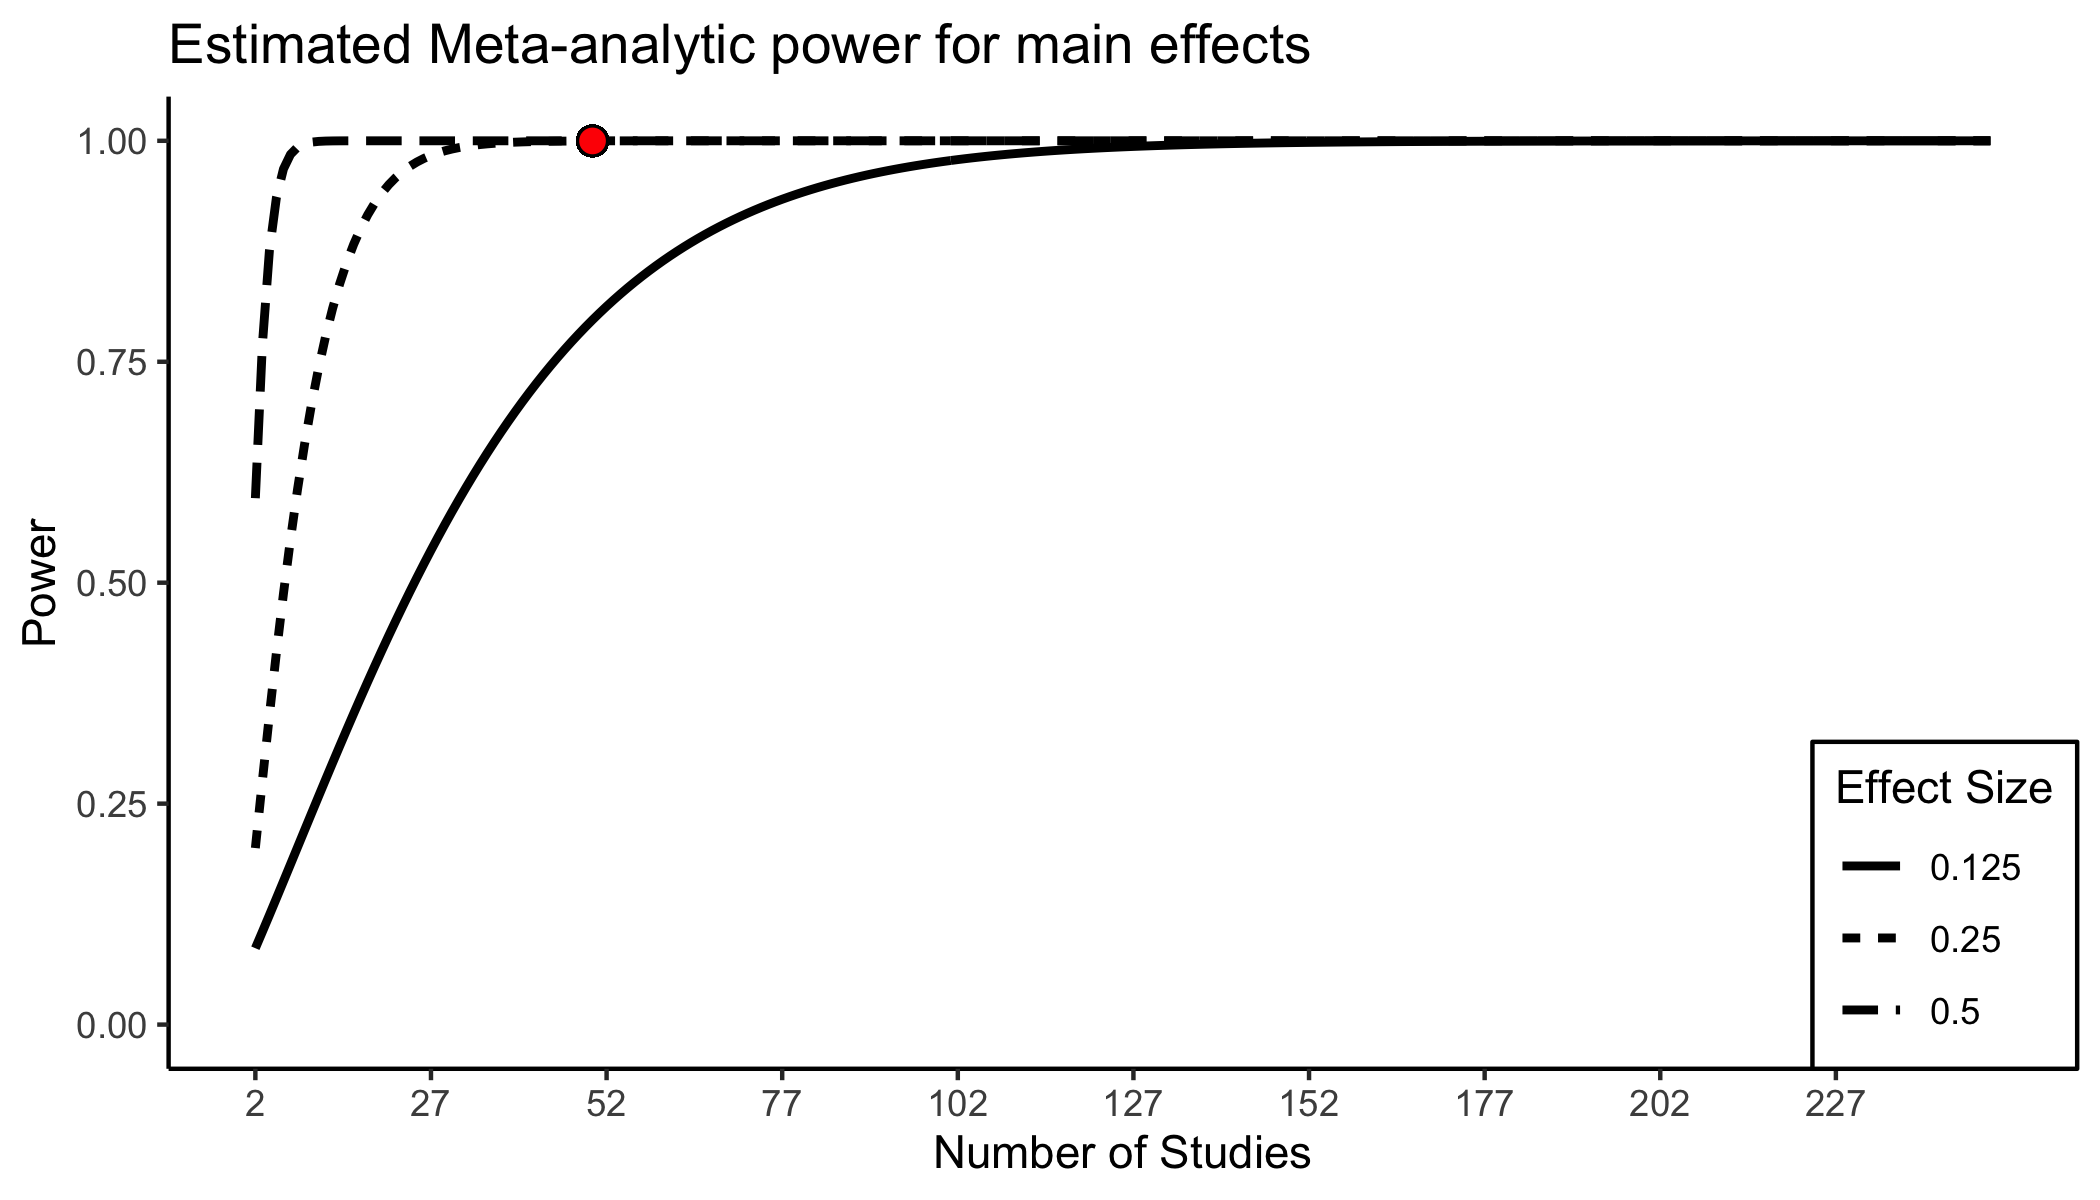 Estimated Meta-analytic power for main effects
1.00
0.75
0.50
0.25
0.00
Power
2 27 52 77 102 127 152 177 202 227
Number of Studies
Effect Size
0.125
0.25
0.5